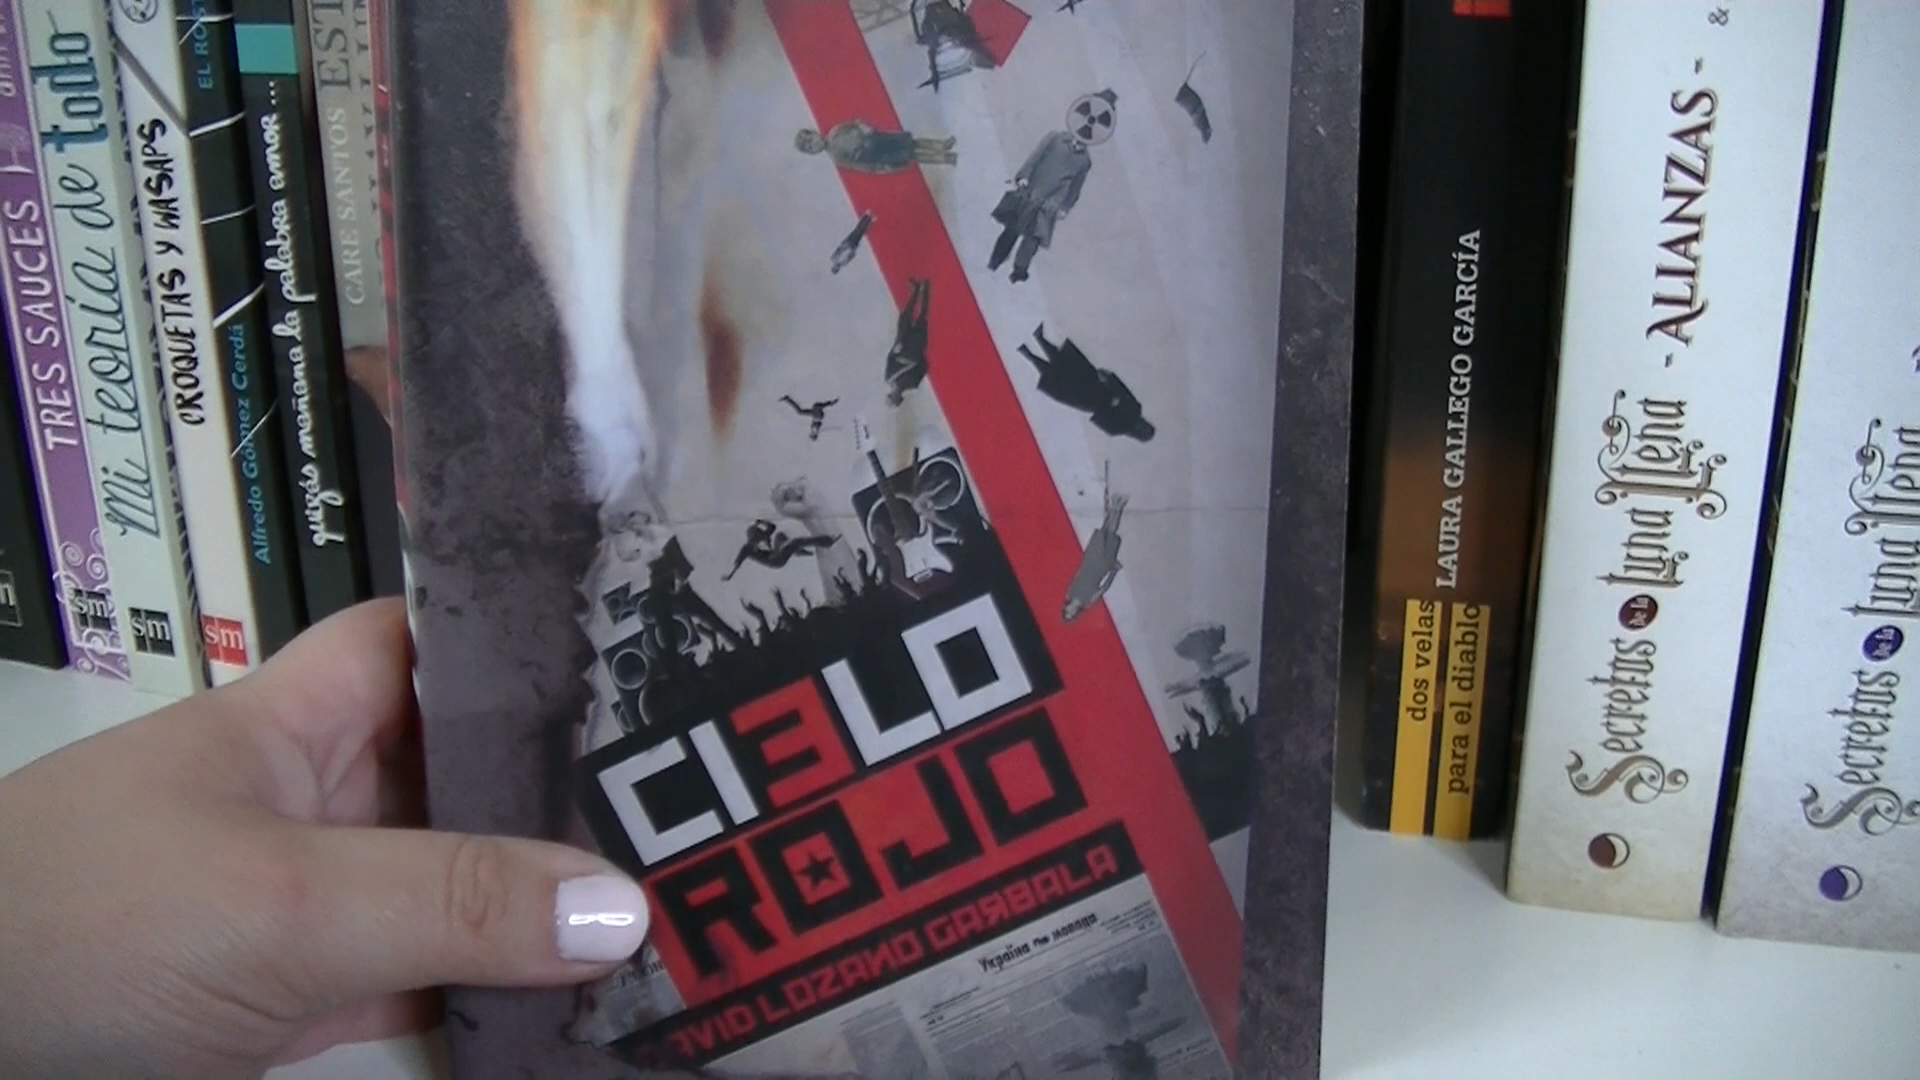 TRES SAUCES
sm
Mi teoría de todo
sm
CROQUETAS Y WASAPS
sm
Alfredo Gómez Cerdá
quizás mañana la palabra amor...
CARE SANTOS
CIELO
ROJO
DAVID LOZANO GARBALA
LAURA GALLEGO GARCÍA
dos velas
para el diablo
Secretos de la luna llena - ALIANZAS -
Secretos de la luna llena